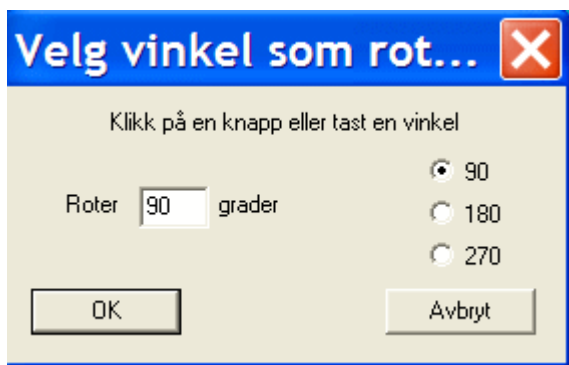 Velg vinkel som rot...
Klikk på en knapp eller tast en vinkel
Roter 90 grader
90
180
270
OK
Avbryt